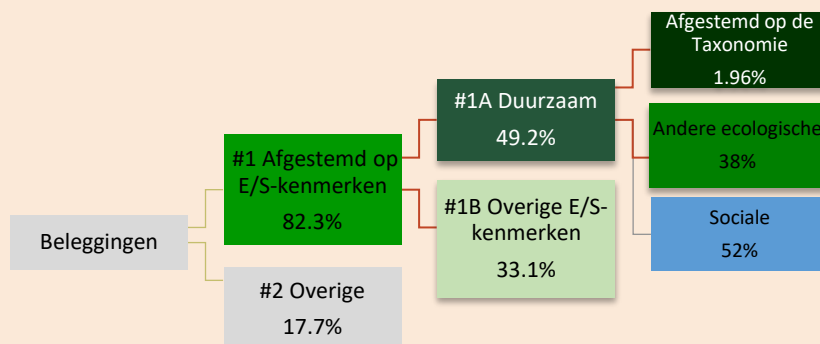 Beleggingen
#1 Afgestemd op
E/S-kenmerken
82.3%
#2 Overige
17.7%
#1A Duurzaam
49.2%
#1B Overige E/S-
kenmerken
33.1%
Afgestemd op de
Taxonomie
1.96%
Andere ecologische
38%
Sociale
52%